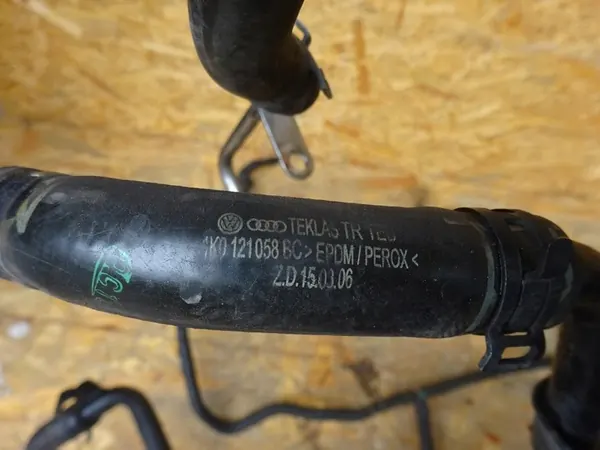 TEKLAS TR
1K0 121 058 BC > EPDM / PEROX <
Z.D. 15.03.06